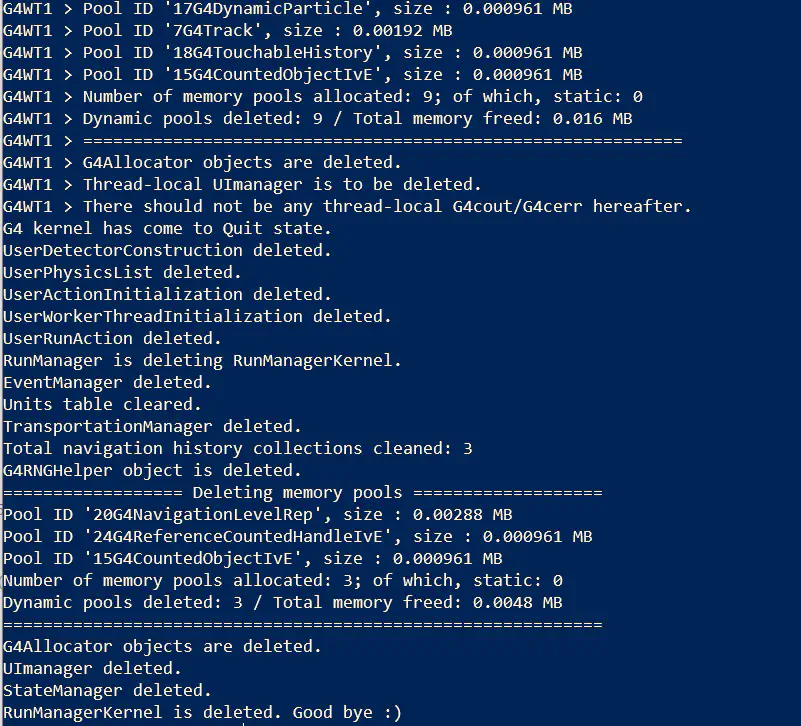 G4WT1 > Pool ID '17G4DynamicParticle', size : 0.000961 MB
G4WT1 > Pool ID '7G4Track', size : 0.00192 MB
G4WT1 > Pool ID '18G4TouchableHistory', size : 0.000961 MB
G4WT1 > Pool ID '15G4CountedObjectIvE', size : 0.000961 MB
G4WT1 > Number of memory pools allocated: 9; of which, static: 0
G4WT1 > Dynamic pools deleted: 9 / Total memory freed: 0.016 MB
G4WT1 > ============================================================
G4WT1 > G4Allocator objects are deleted.
G4WT1 > Thread-local UImanager is to be deleted.
G4WT1 > There should not be any thread-local G4cout/G4cerr hereafter.
G4 kernel has come to Quit state.
UserDetectorConstruction deleted.
UserPhysicsList deleted.
UserActionInitialization deleted.
UserWorkerThreadInitialization deleted.
UserRunAction deleted.
RunManager is deleting RunManagerKernel.
EventManager deleted.
Units table cleared.
TransportationManager deleted.
Total navigation history collections cleaned: 3
G4RNGHelper object is deleted.
================== Deleting memory pools ===================
Pool ID '20G4NavigationLevelRep', size : 0.00288 MB
Pool ID '24G4ReferenceCountedHandleIvE', size : 0.000961 MB
Pool ID '15G4CountedObjectIvE', size : 0.000961 MB
Number of memory pools allocated: 3; of which, static: 0
Dynamic pools deleted: 3 / Total memory freed: 0.0048 MB
============================================================
G4Allocator objects are deleted.
UImanager deleted.
StateManager deleted.
RunManagerKernel is deleted. Good bye :)